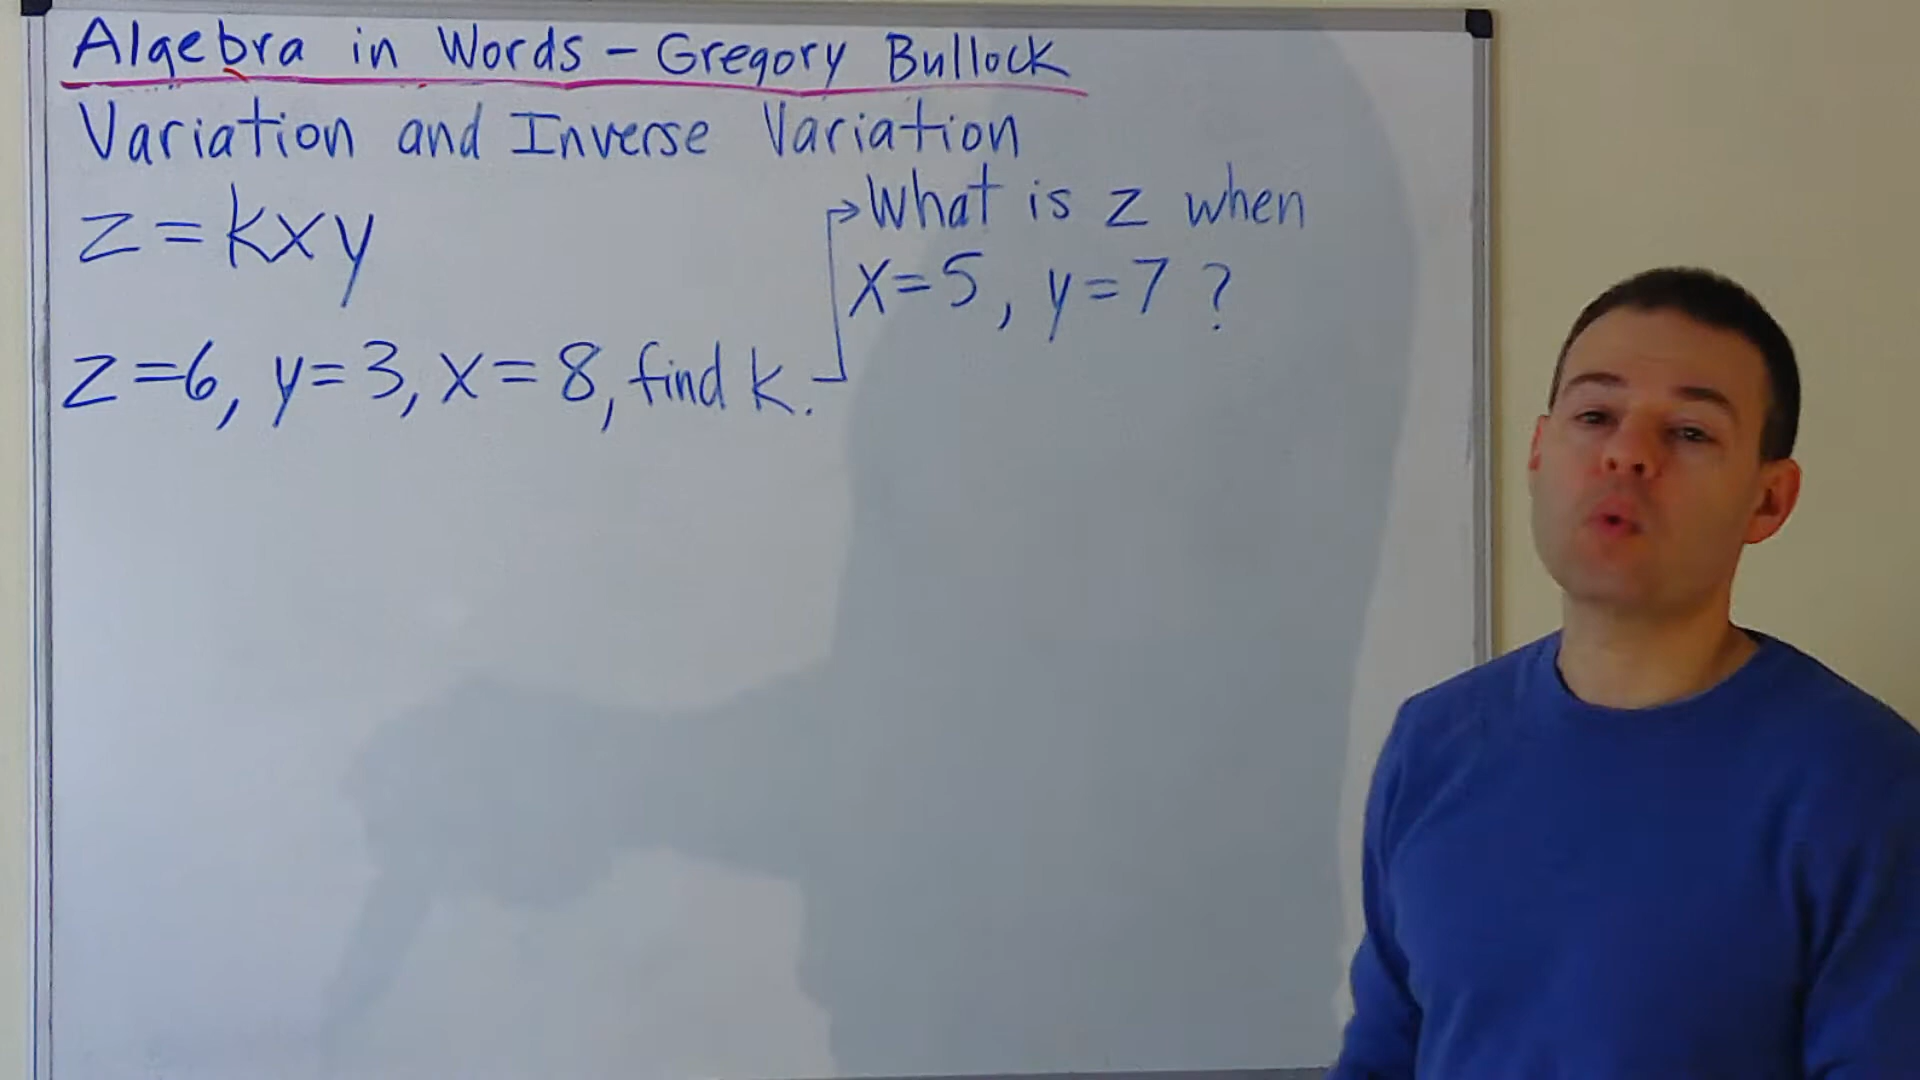 Algebra in Words - Gregory Bullock
Variation and Inverse Variation
z=kxy
z=6, y=3, x=8, find k.
What is z when
x=5, y=7 ?